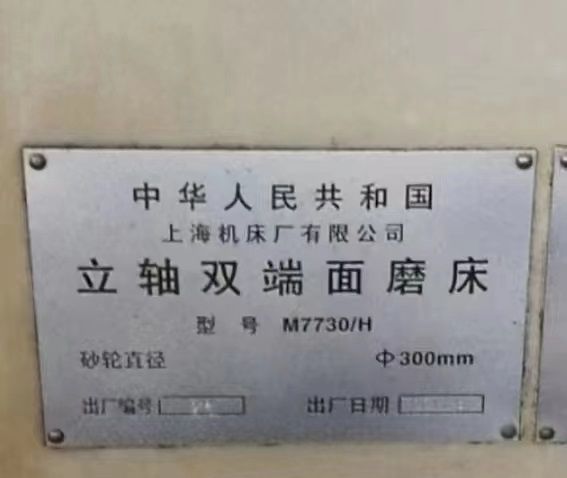 中华人民共和国
上海机床厂有限公司
立轴双端面磨床
型号 M7730/H
砂轮直径 Φ300mm
出厂编号 出厂日期